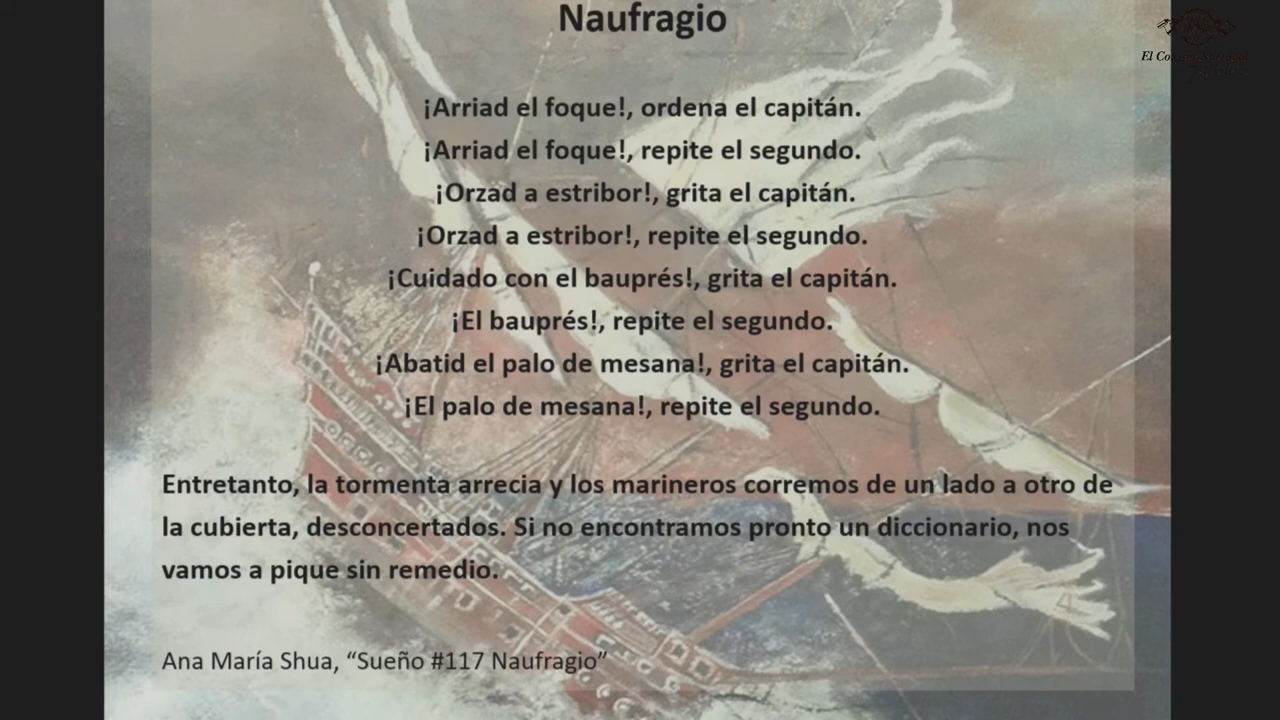 Naufragio
¡Arriad el foque!, ordena el capitán.
¡Arriad el foque!, repite el segundo.
¡Orzad a estribor!, grita el capitán.
¡Orzad a estribor!, repite el segundo.
¡Cuidado con el bauprés!, grita el capitán.
¡El bauprés!, repite el segundo.
¡Abatid el palo de mesana!, grita el capitán.
¡El palo de mesana!, repite el segundo.
Entretanto, la tormenta arrecia y los marineros corremos de un lado a otro de
la cubierta, desconcertados. Si no encontramos pronto un diccionario, nos
vamos a pique sin remedio.
Ana María Shua, “Sueño #117 Naufragio”
El